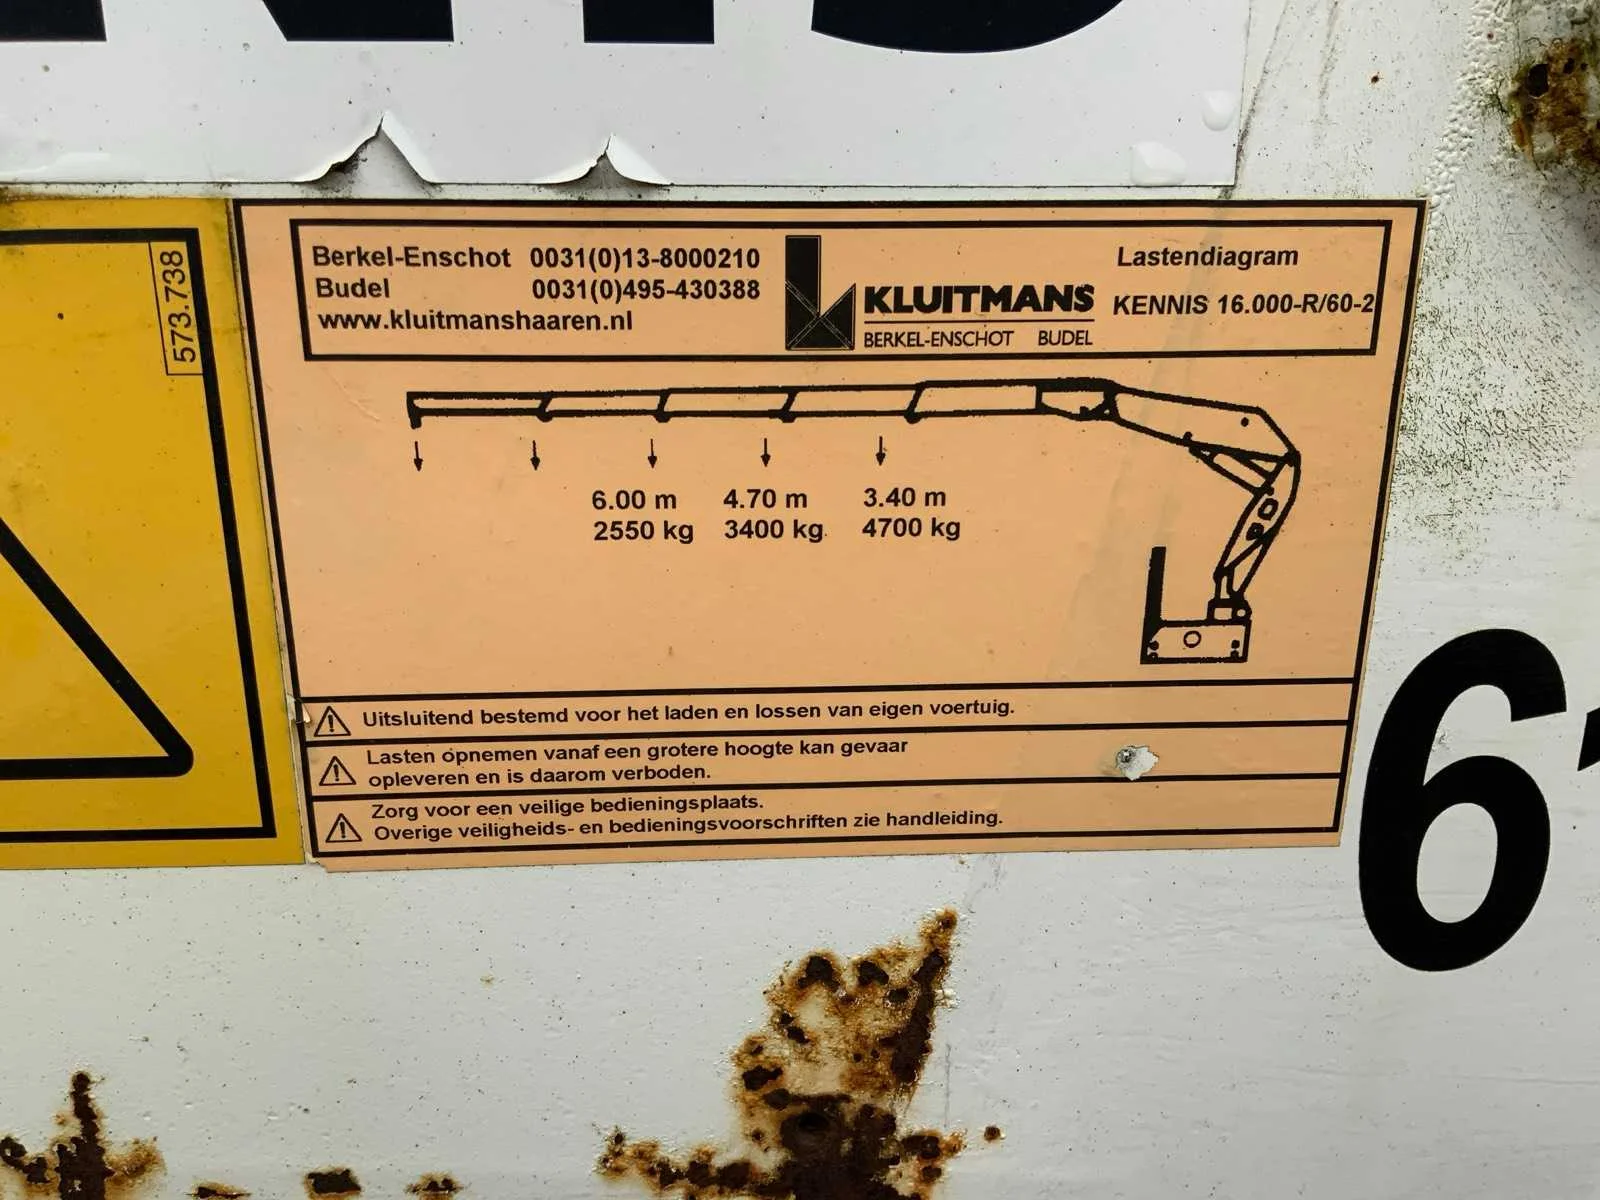 573.738
Berkel-Enschot 0031(0)13-8000210
Budel 0031(0)495-430388
www.kluitmanshaaren.nl
KLUITMANS
BERKEL-ENSCHOT BUDEL
Lastendiagram
KENNIS 16.000-R/60-2
6.00 m 4.70 m 3.40 m
2550 kg 3400 kg 4700 kg
Uitsluitend bestemd voor het laden en lossen van eigen voertuig.
Lasten opnemen vanaf een grotere hoogte kan gevaar
opleveren en is daarom verboden.
Zorg voor een veilige bedieningsplaats.
Overige veiligheids- en bedieningsvoorschriften zie handleiding.
6